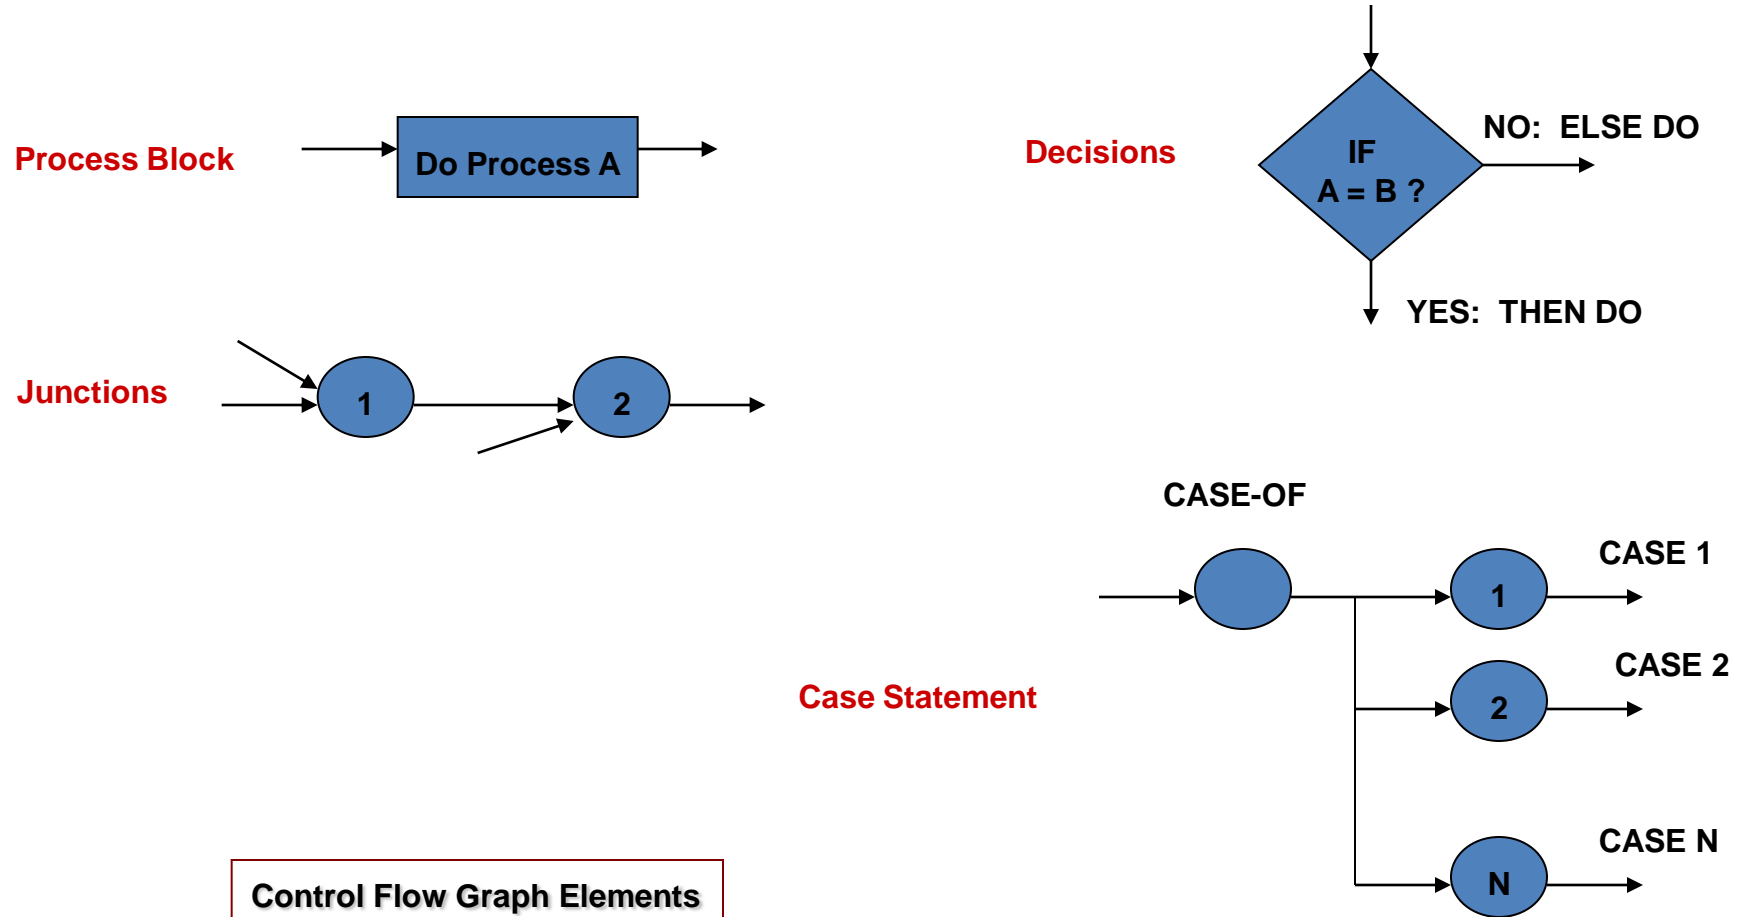 Process Block
Do Process A
Decisions
IF
A = B ?
NO:  ELSE DO
YES:  THEN DO
Junctions
1
2
CASE-OF
Case Statement
1
CASE 1
2
CASE 2
N
CASE N
Control Flow Graph Elements